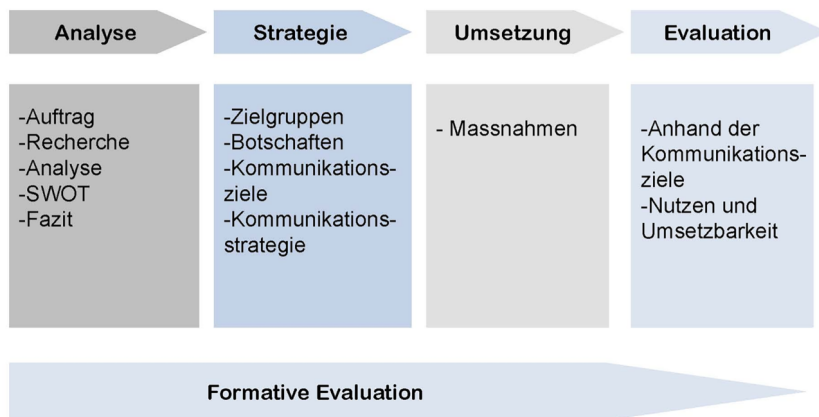 Analyse
Strategie
Umsetzung
Evaluation
-Auftrag
-Recherche
-Analyse
-SWOT
-Fazit
-Zielgruppen
-Botschaften
-Kommunikations-
ziele
-Kommunikations-
strategie
- Massnahmen
-Anhand der
Kommunikations-
ziele
-Nutzen und
Umsetzbarkeit
Formative Evaluation